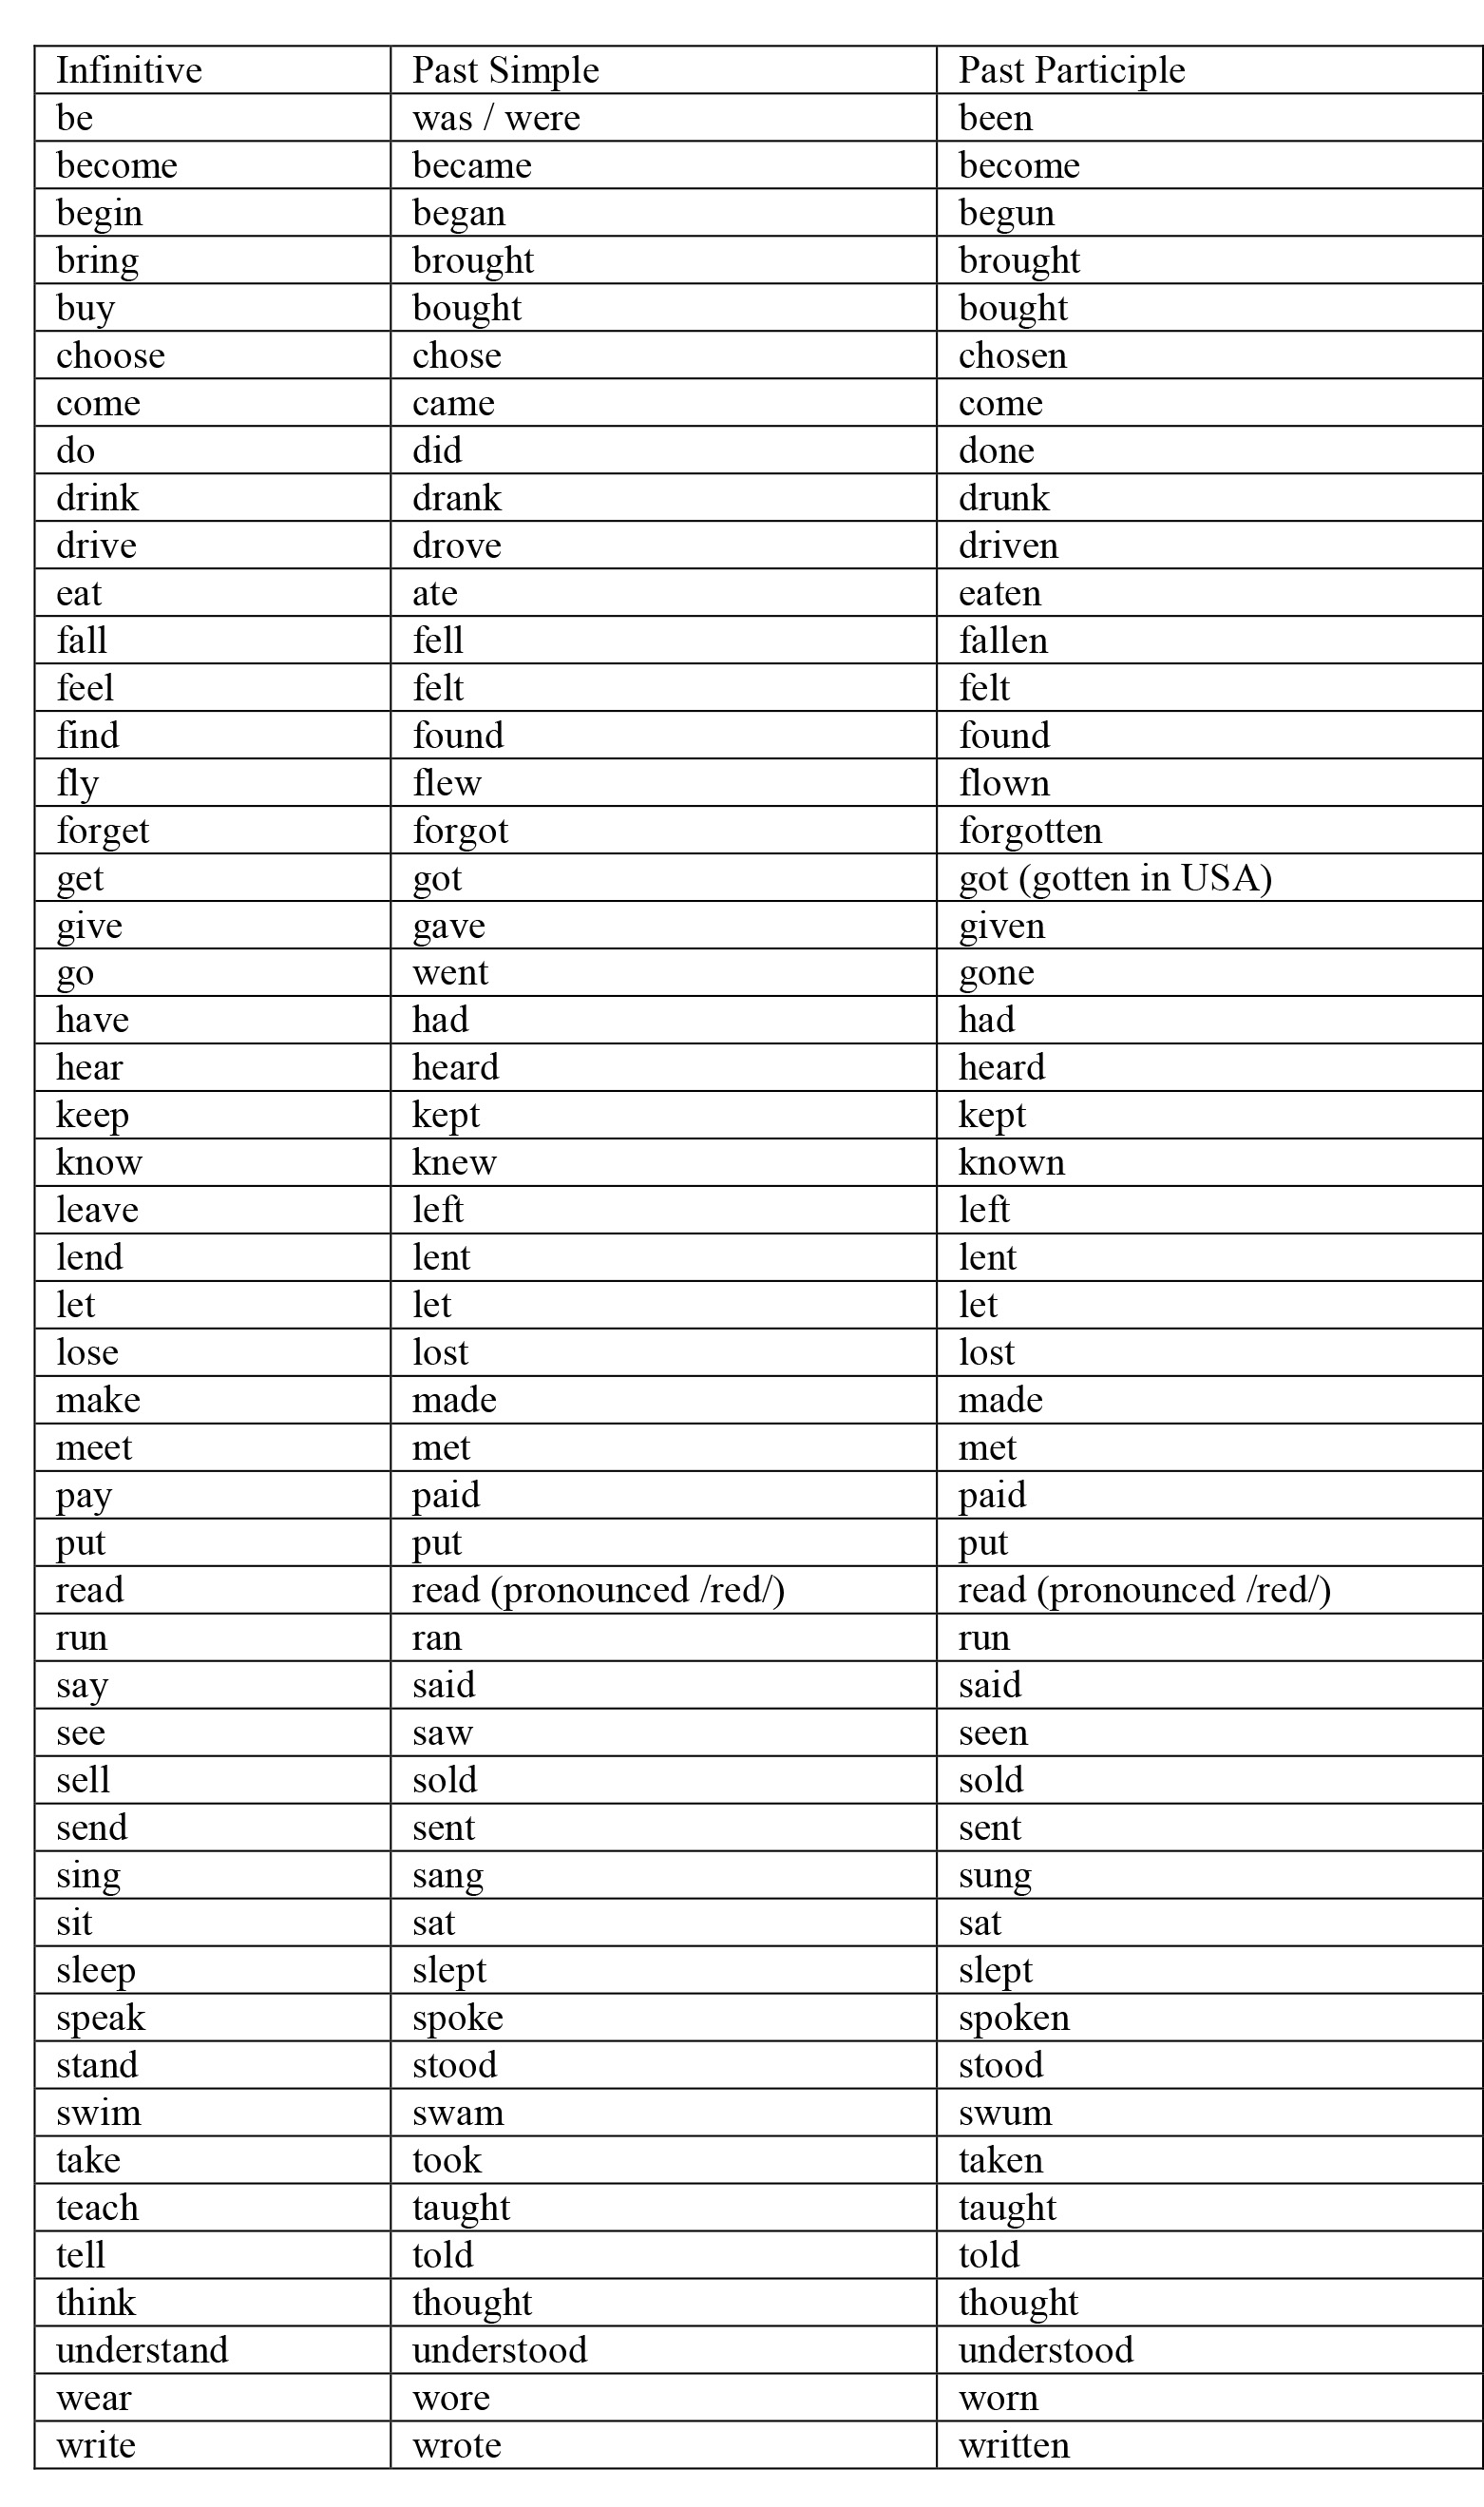 Infinitive Past Simple Past Participle
be was / were been
become became become
begin began begun
bring brought brought
buy bought bought
choose chose chosen
come came come
do did done
drink drank drunk
drive drove driven
eat ate eaten
fall fell fallen
feel felt felt
find found found
fly flew flown
forget forgot forgotten
get got got (gotten in USA)
give gave given
go went gone
have had had
hear heard heard
keep kept kept
know knew known
leave left left
lend lent lent
let let let
lose lost lost
make made made
meet met met
pay paid paid
put put put
read read (pronounced /red/) read (pronounced /red/)
run ran run
say said said
see saw seen
sell sold sold
send sent sent
sing sang sung
sit sat sat
sleep slept slept
speak spoke spoken
stand stood stood
swim swam swum
take took taken
teach taught taught
tell told told
think thought thought
understand understood understood
wear wore worn
write wrote written